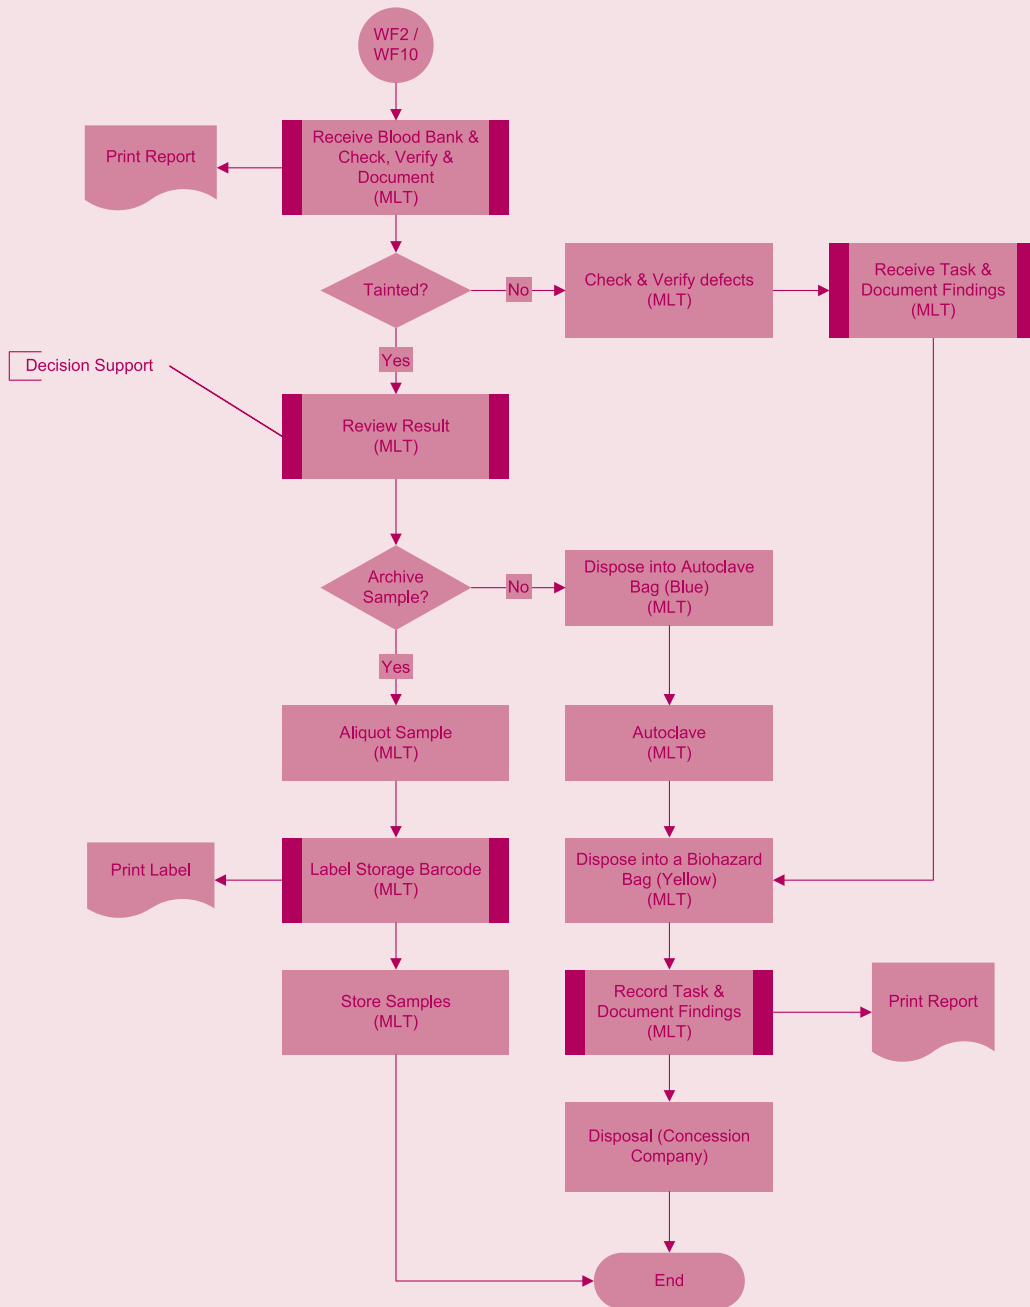 WF2 /
WF10
Print Report
Receive Blood Bank &
Check, Verify &
Document
(MLT)
Tainted?
No
Check & Verify defects
(MLT)
Receive Task &
Document Findings
(MLT)
Yes
Decision Support
Review Result
(MLT)
Archive
Sample?
No
Dispose into Autoclave
Bag (Blue)
(MLT)
Yes
Aliquot Sample
(MLT)
Autoclave
(MLT)
Print Label
Label Storage Barcode
(MLT)
Dispose into a Biohazard
Bag (Yellow)
(MLT)
Store Samples
(MLT)
Record Task &
Document Findings
(MLT)
Print Report
Disposal (Concession
Company)
End